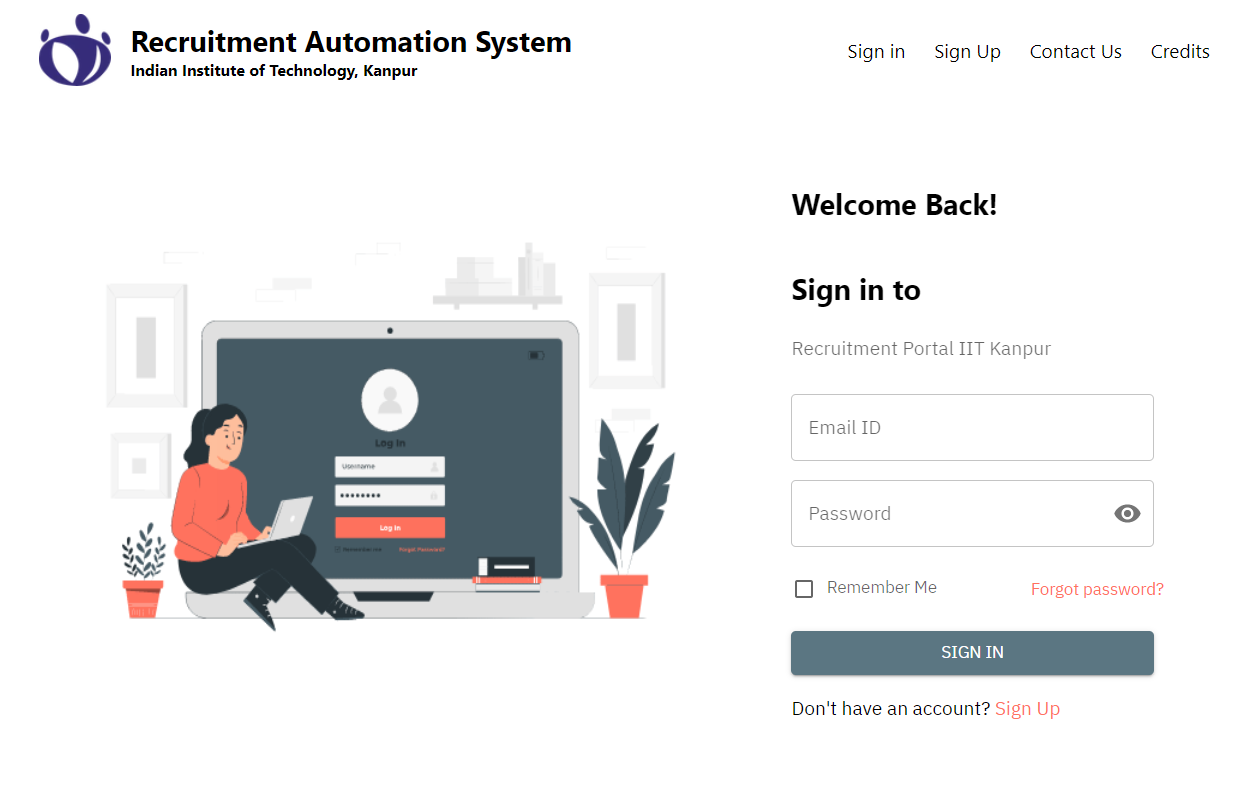 Recruitment Automation System
Indian Institute of Technology, Kanpur
Sign in Sign Up Contact Us Credits
Welcome Back!
Sign in to
Recruitment Portal IIT Kanpur
Email ID
Password
Remember Me Forgot password?
SIGN IN
Don't have an account? Sign Up
Log In
Username
Log In
Remember me Forgot Password?